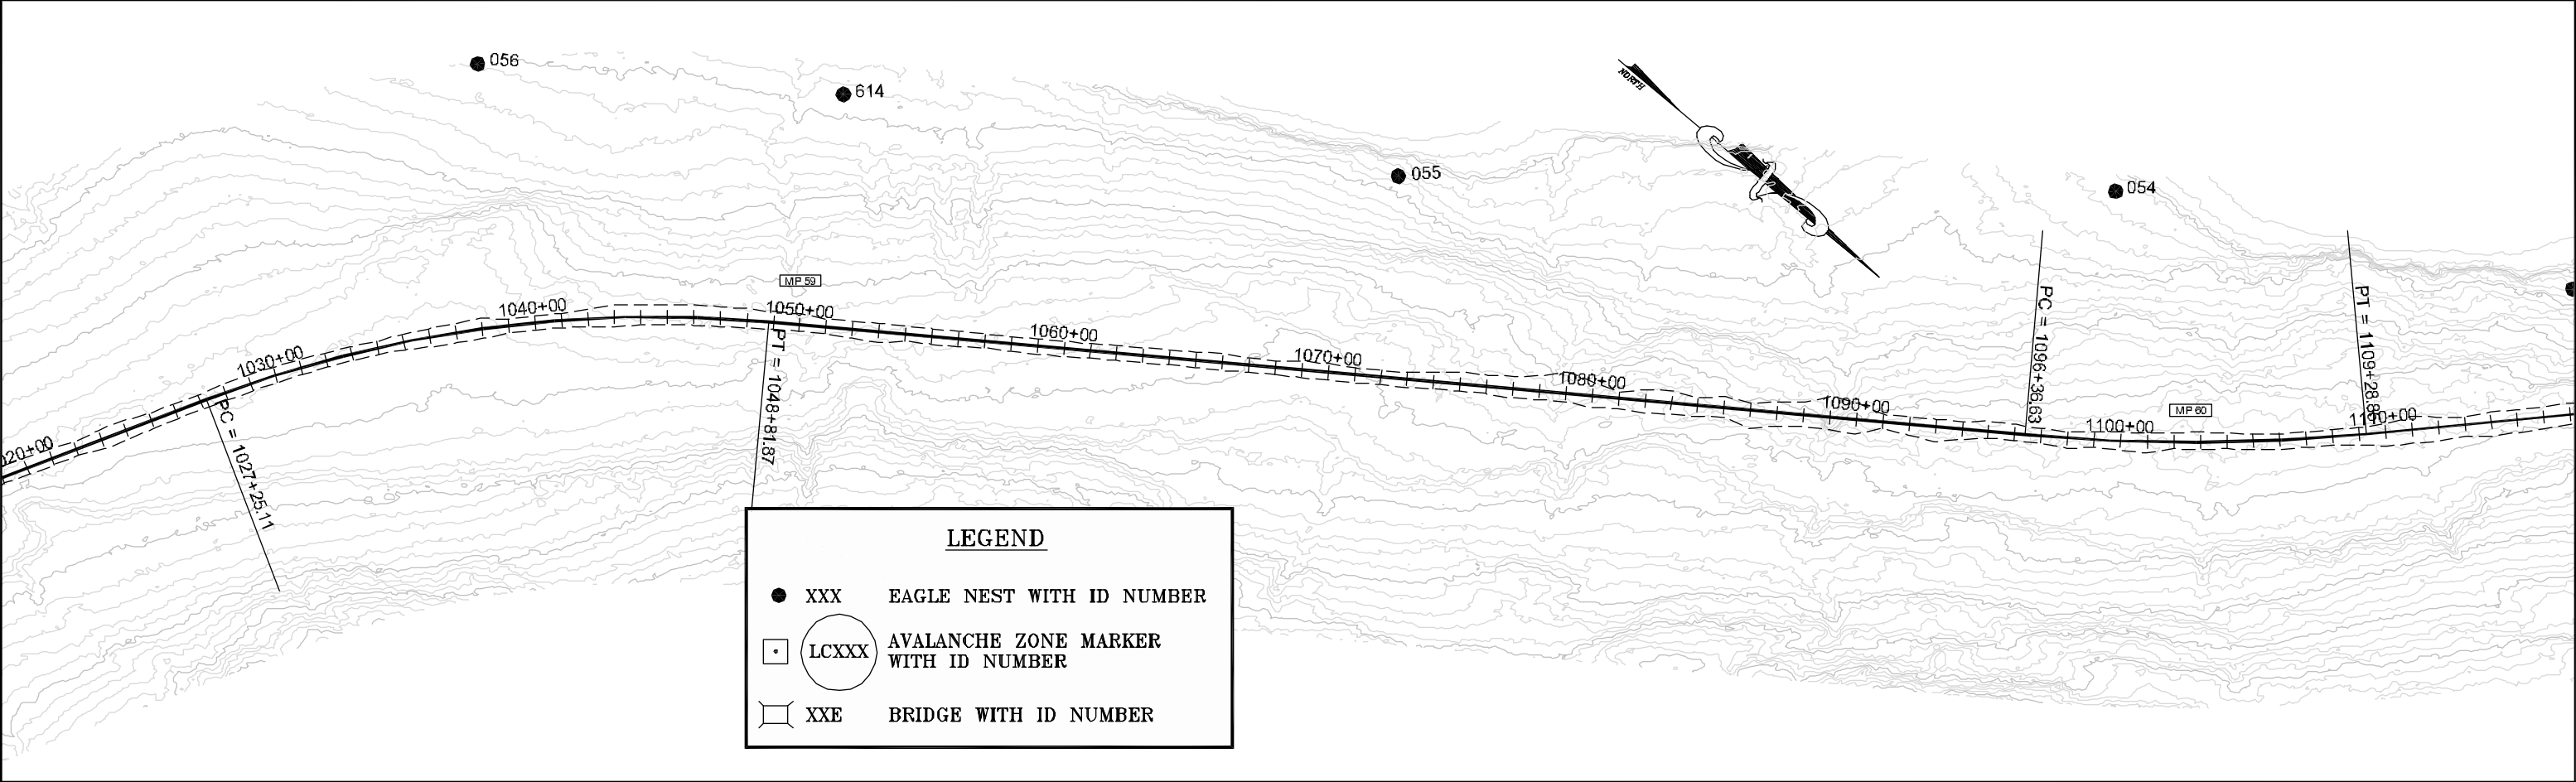 056
614
NORTH
055
054
MP 59
1040+00
1050+00
1060+00
1030+00
1070+00
1080+00
1090+00
MP 60
1100+00
1110+00
020+00
PC = 1027+25.11
PT = 1048+81.87
PC = 1096+36.63
PT = 1109+28.8
LEGEND
XXX EAGLE NEST WITH ID NUMBER
LCXXX AVALANCHE ZONE MARKER
WITH ID NUMBER
XXE BRIDGE WITH ID NUMBER